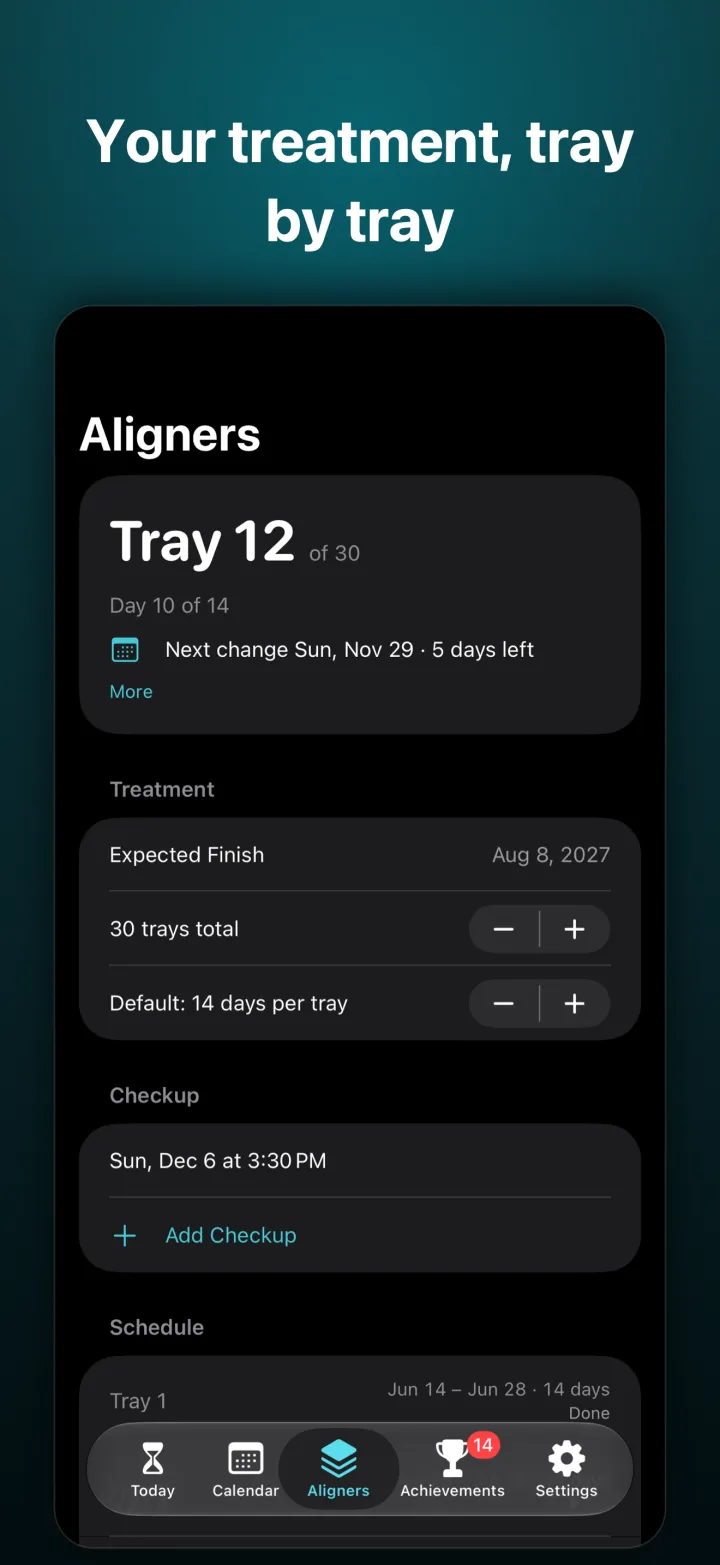 Your treatment, tray
by tray
Aligners
Tray 12 of 30
Day 10 of 14
Next change Sun, Nov 29 · 5 days left
More
Treatment
Expected Finish Aug 8, 2027
30 trays total
Default: 14 days per tray
Checkup
Sun, Dec 6 at 3:30 PM
Add Checkup
Schedule
Tray 1 Jun 14 – Jun 28 · 14 days
Done
14
Today Calendar Aligners Achievements Settings